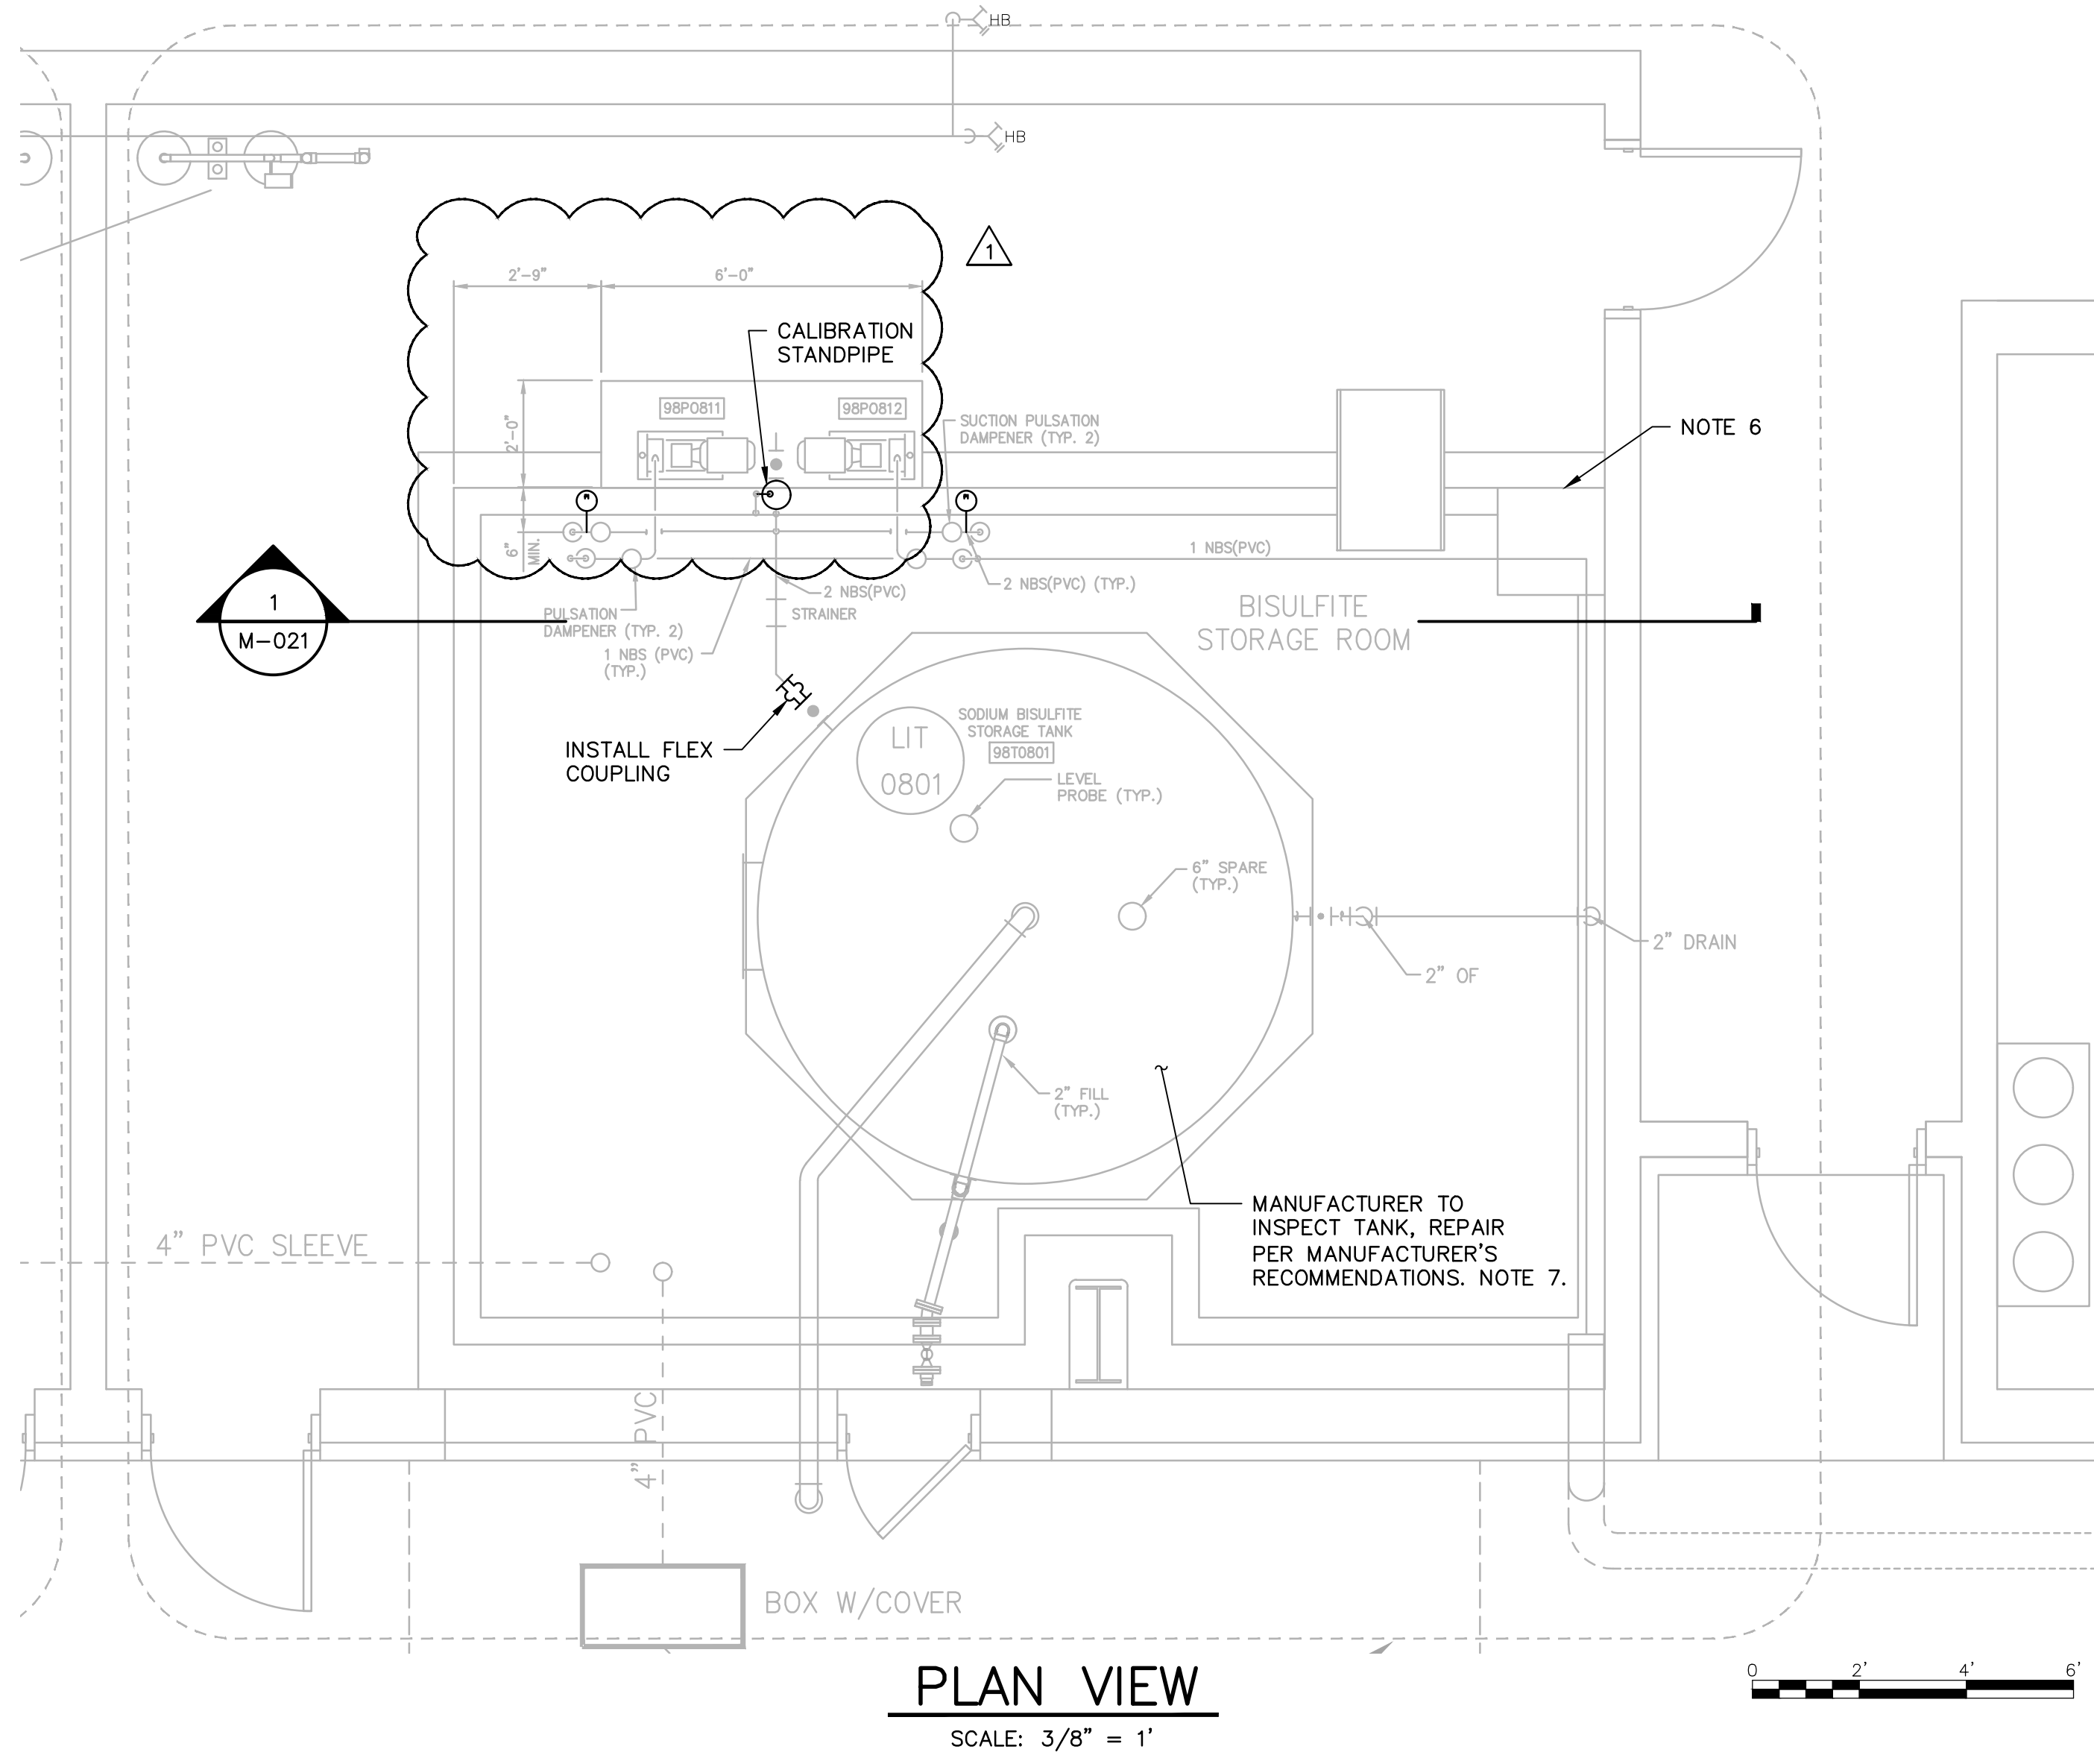 HB
HB
1
2'-9"
6'-0"
CALIBRATION
STANDPIPE
98P0811
98P0812
SUCTION PULSATION
DAMPENER (TYP. 2)
NOTE 6
2'-0"
6"
MIN.
1 NBS(PVC)
2 NBS(PVC)
2 NBS(PVC) (TYP.)
PULSATION
DAMPENER (TYP. 2)
STRAINER
1 NBS (PVC)
(TYP.)
BISULFITE
STORAGE ROOM
1
M-021
INSTALL FLEX
COUPLING
LIT
0801
SODIUM BISULFITE
STORAGE TANK
98T0801
LEVEL
PROBE (TYP.)
6" SPARE
(TYP.)
2" DRAIN
2" OF
2" FILL
(TYP.)
MANUFACTURER TO
INSPECT TANK, REPAIR
PER MANUFACTURER'S
RECOMMENDATIONS. NOTE 7.
4" PVC SLEEVE
4" PVC
BOX W/COVER
PLAN VIEW
SCALE: 3/8" = 1'
0 2' 4' 6'